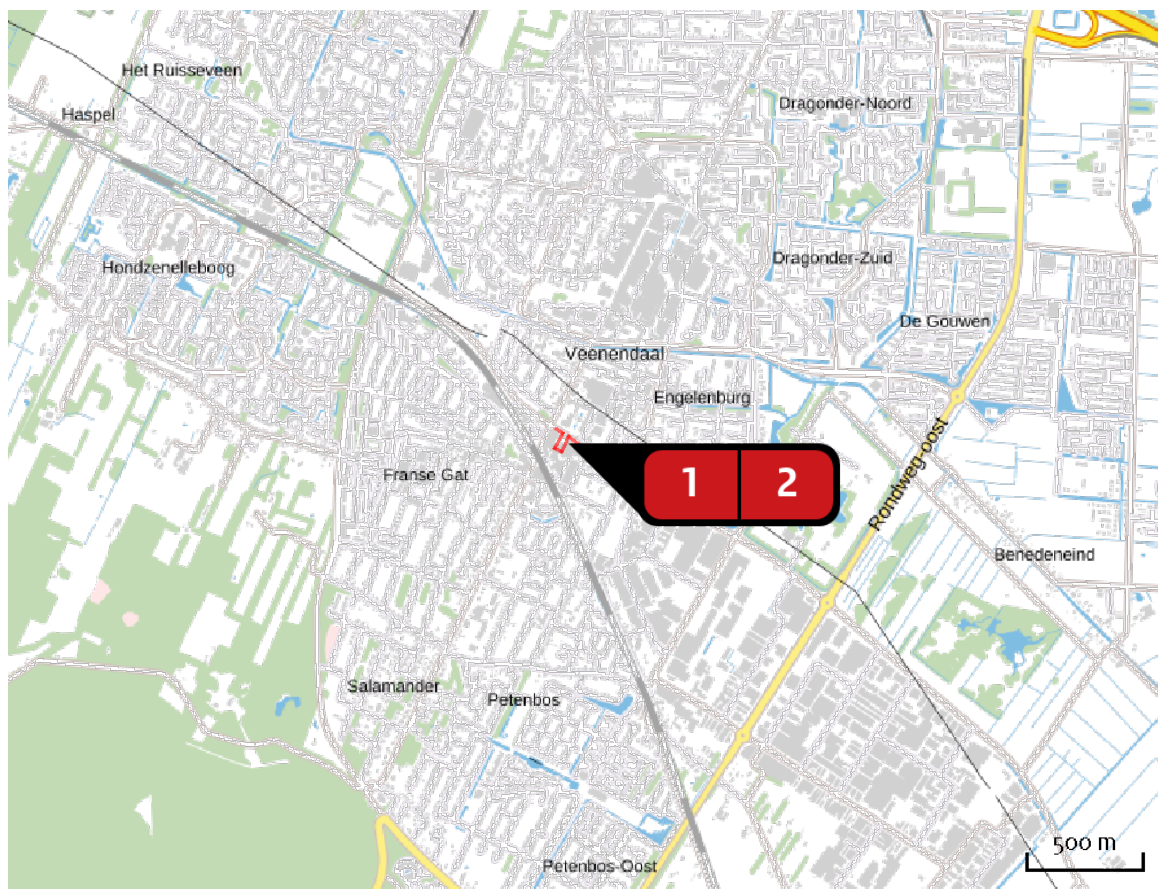 Het Ruisseveen
Dragonder-Noord
Haspel
Dragonder-Zuid
Hondzenelleboog
De Gouwen
Veenendaal
Engelenburg
Franse Gat
1 2
Rondweg-oost
Benedeneind
Salamander
Petenbos
500 m
Petenbos-Oost